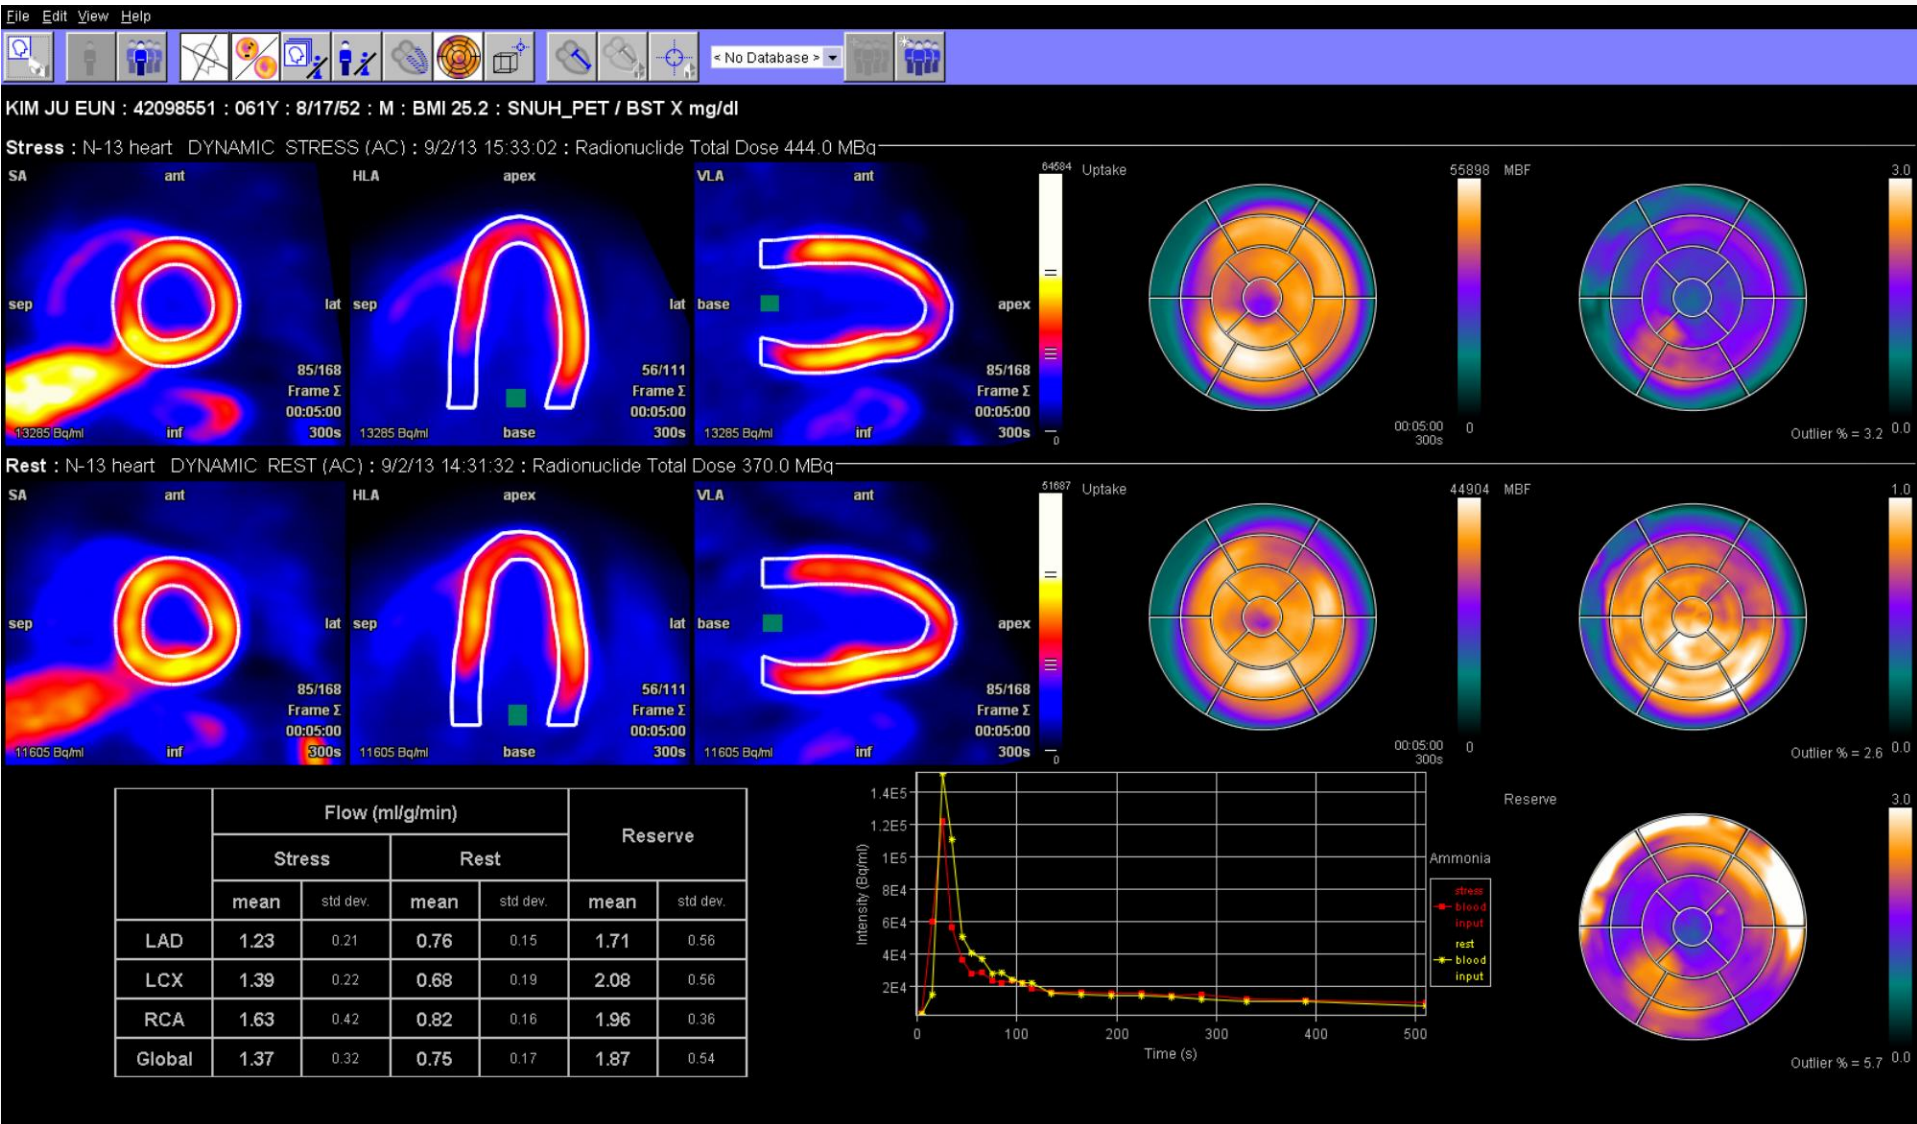 File Edit View Help
< No Database >
KIM JU EUN : 42098551 : 061Y : 8/17/52 : M : BMI 25.2 : SNUH_PET / BST X mg/dl
Stress : N-13 heart DYNAMIC STRESS (AC) : 9/2/13 15:33:02 : Radionuclide Total Dose 444.0 MBq
SA ant HLA apex VLA ant 64584 Uptake 55898 MBF 3.0
sep lat sep lat base apex
85/168 56/111 85/168
Frame Σ Frame Σ Frame Σ
00:05:00 00:05:00 00:05:00
13285 Bq/ml inf 300s 13285 Bq/ml base 300s 13285 Bq/ml inf 300s 0
00:05:00 0
300s
Outlier % = 3.2 0.0
Rest : N-13 heart DYNAMIC REST (AC) : 9/2/13 14:31:32 : Radionuclide Total Dose 370.0 MBq
SA ant HLA apex VLA ant 51687 Uptake 44904 MBF 1.0
sep lat sep lat base apex
85/168 56/111 85/168
Frame Σ Frame Σ Frame Σ
00:05:00 00:05:00 00:05:00
11605 Bq/ml inf 300s 11605 Bq/ml base 300s 11605 Bq/ml inf 300s 0
00:05:00 0
300s
Outlier % = 2.6 0.0
Flow (ml/g/min) Reserve
Stress Rest
mean std dev. mean std dev. mean std dev.
LAD 1.23 0.21 0.76 0.15 1.71 0.56
LCX 1.39 0.22 0.68 0.19 2.08 0.56
RCA 1.63 0.42 0.82 0.16 1.96 0.36
Global 1.37 0.32 0.75 0.17 1.87 0.54
Intensity (Bq/ml)
1.4E5
1.2E5
1E5
8E4
6E4
4E4
2E4
0 100 200 300 400 500
Time (s)
Ammonia
stress
blood
input
rest
blood
input
Reserve 3.0
Outlier % = 5.7 0.0